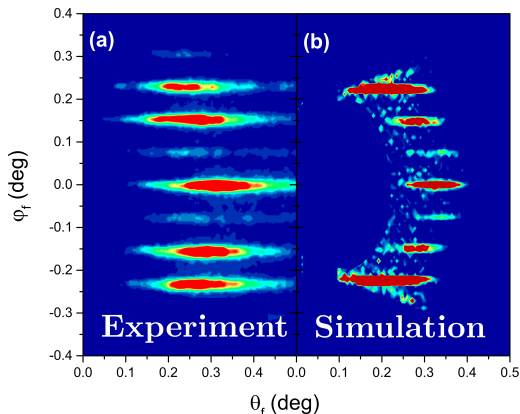 (a) (b)
0.4
0.3
0.2
0.1
0.0
-0.1
-0.2
-0.3
-0.4
φf (deg)
Experiment Simulation
0.0 0.1 0.2 0.3 0.4 0.0 0.1 0.2 0.3 0.4 0.5
θf (deg)